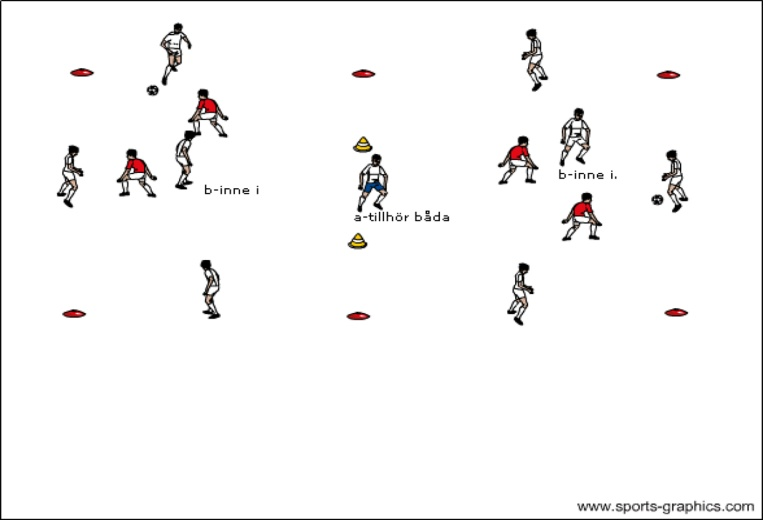 b-inne i.
b-inne i
a-tillhör båda
www.sports-graphics.com